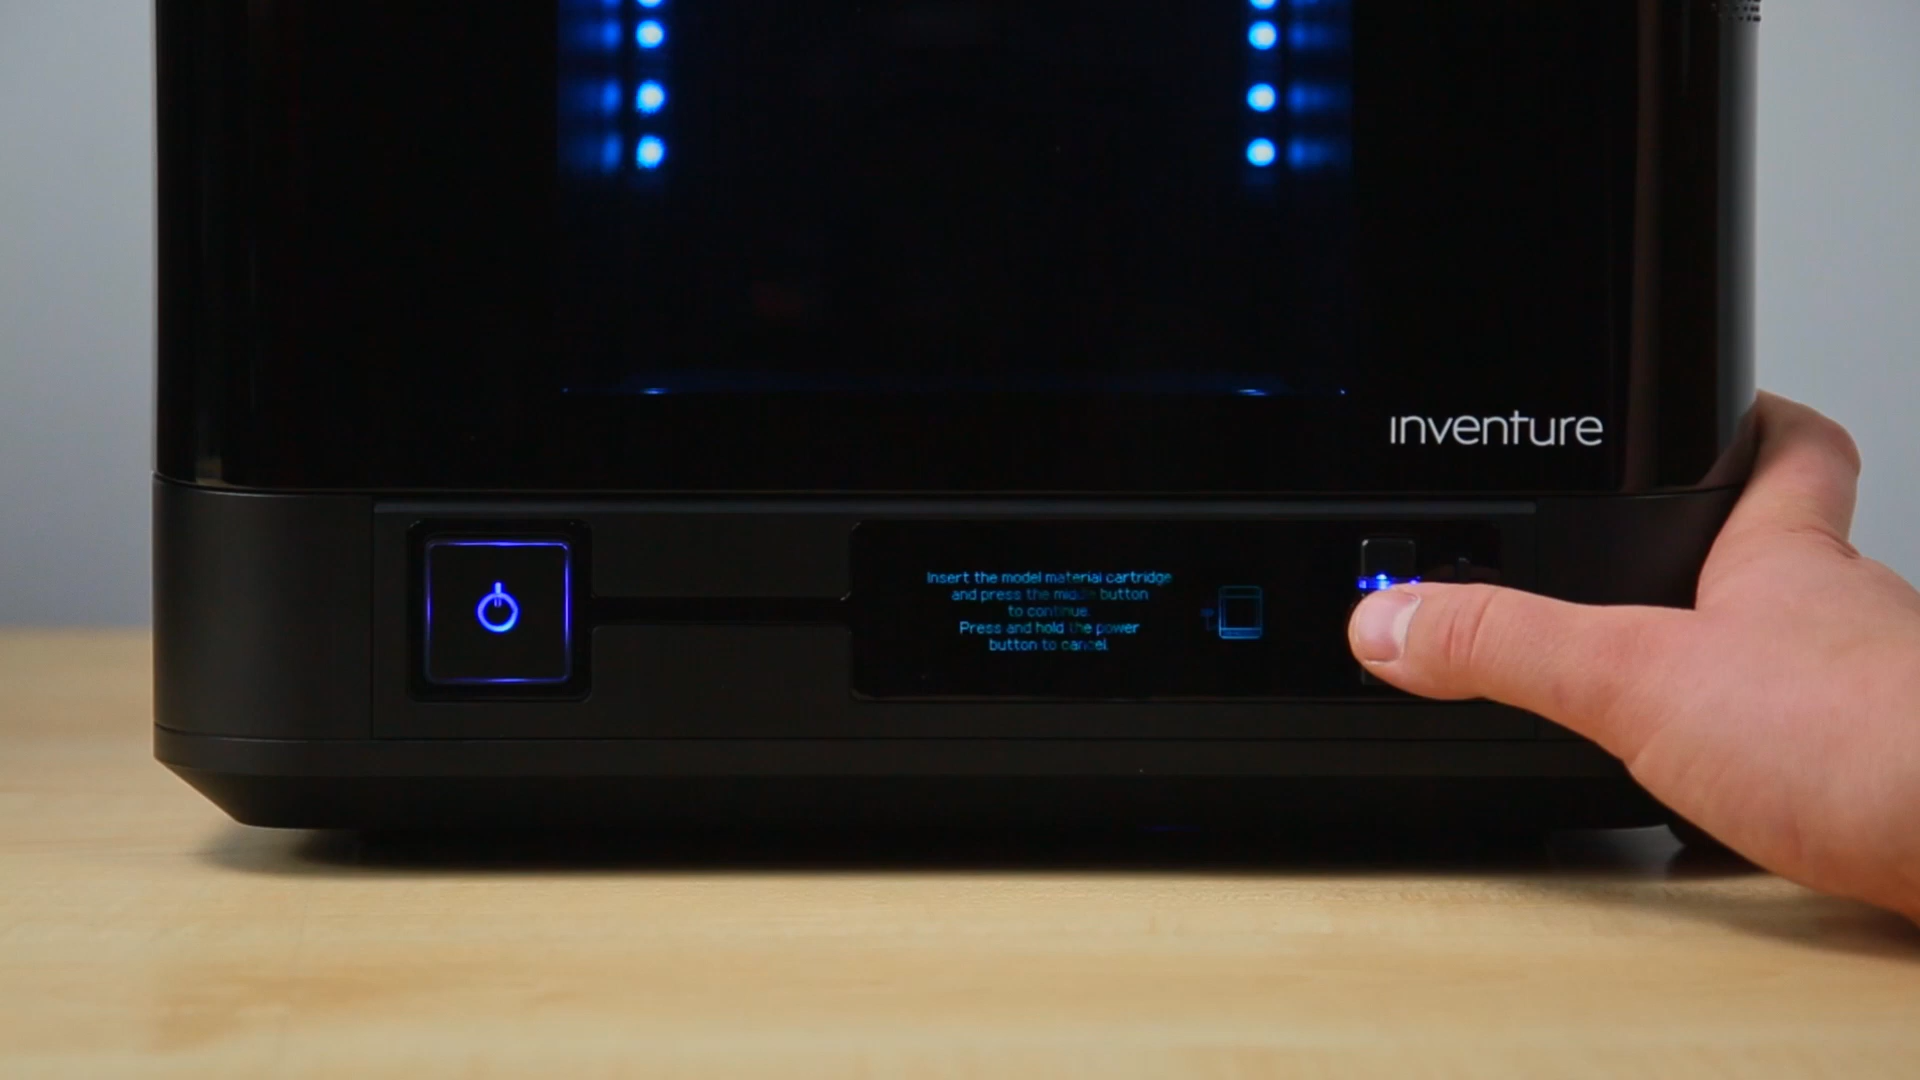 inventure
Insert the model material cartridge
and press the middle button
to continue.
Press and hold the power
button to cancel